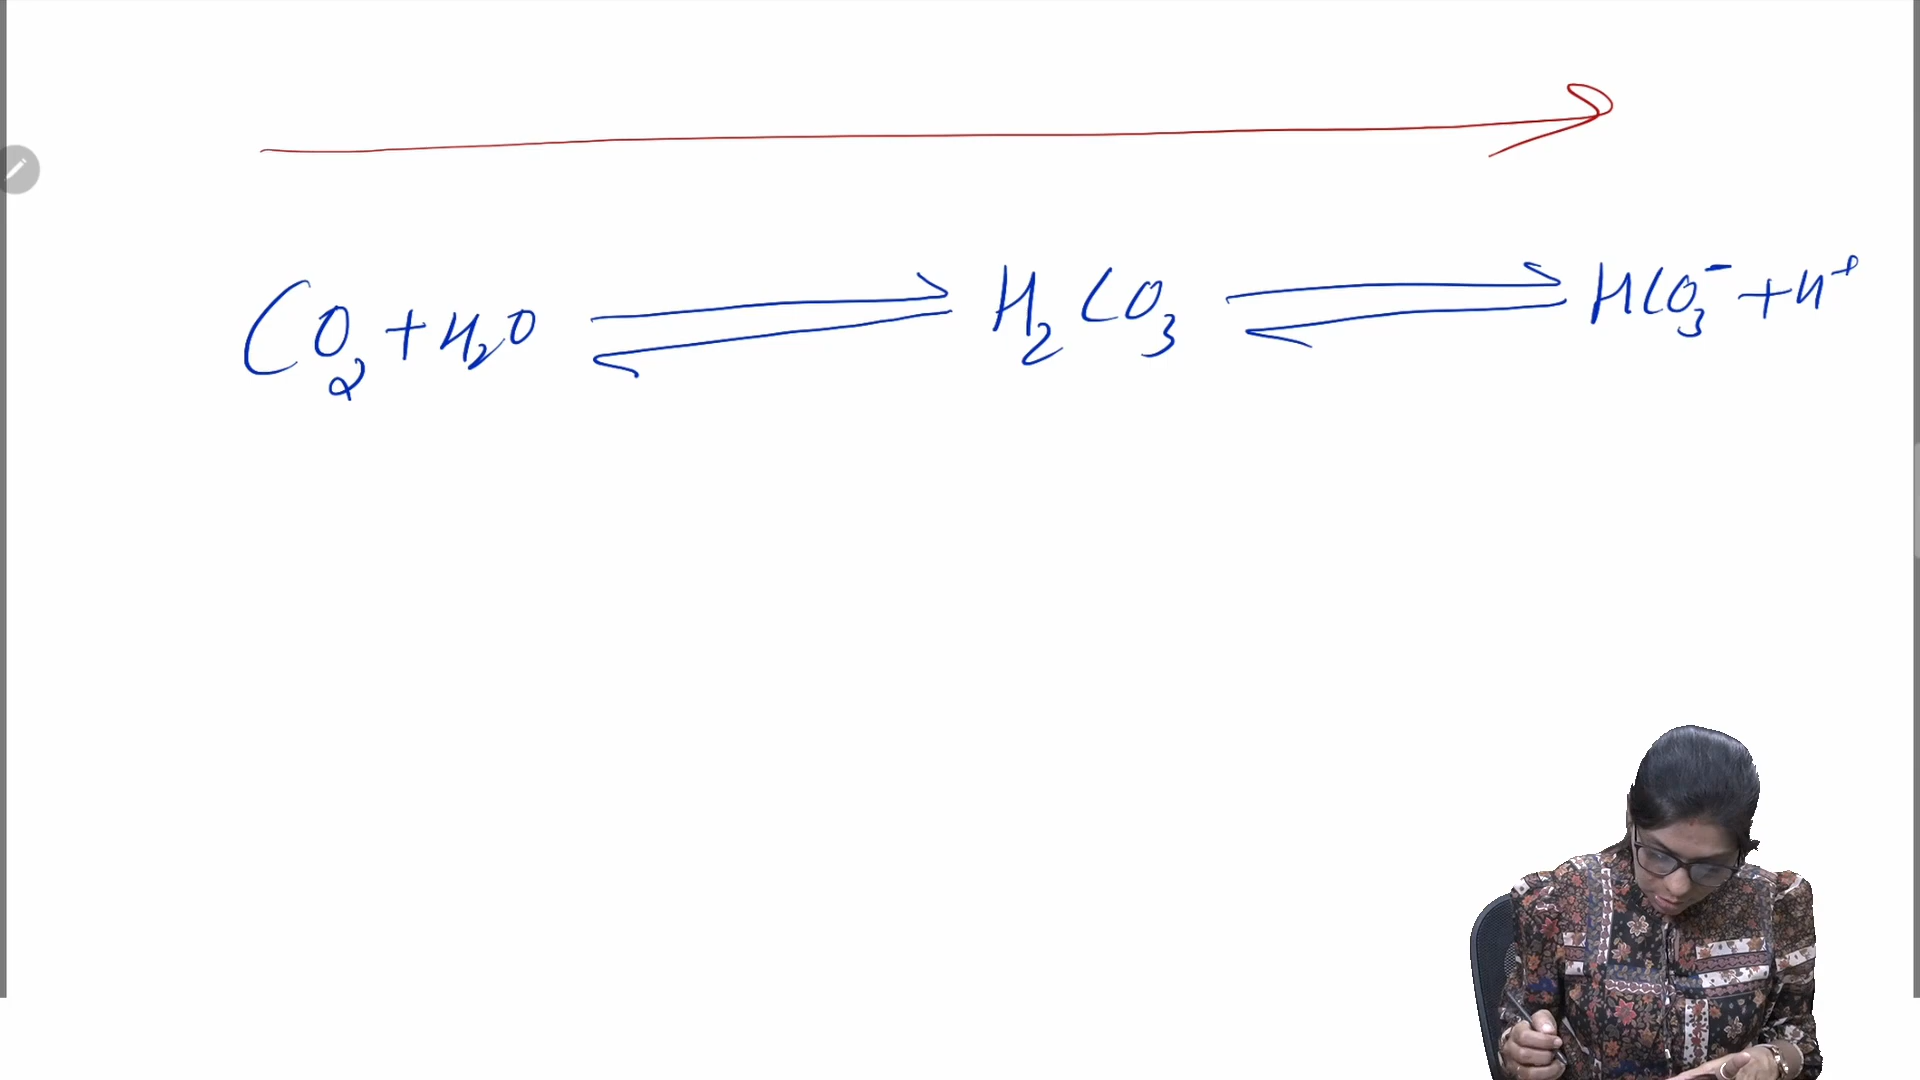 CO₂ + H₂O ⇌ H₂CO₃ ⇌ HCO₃⁻ + H⁺